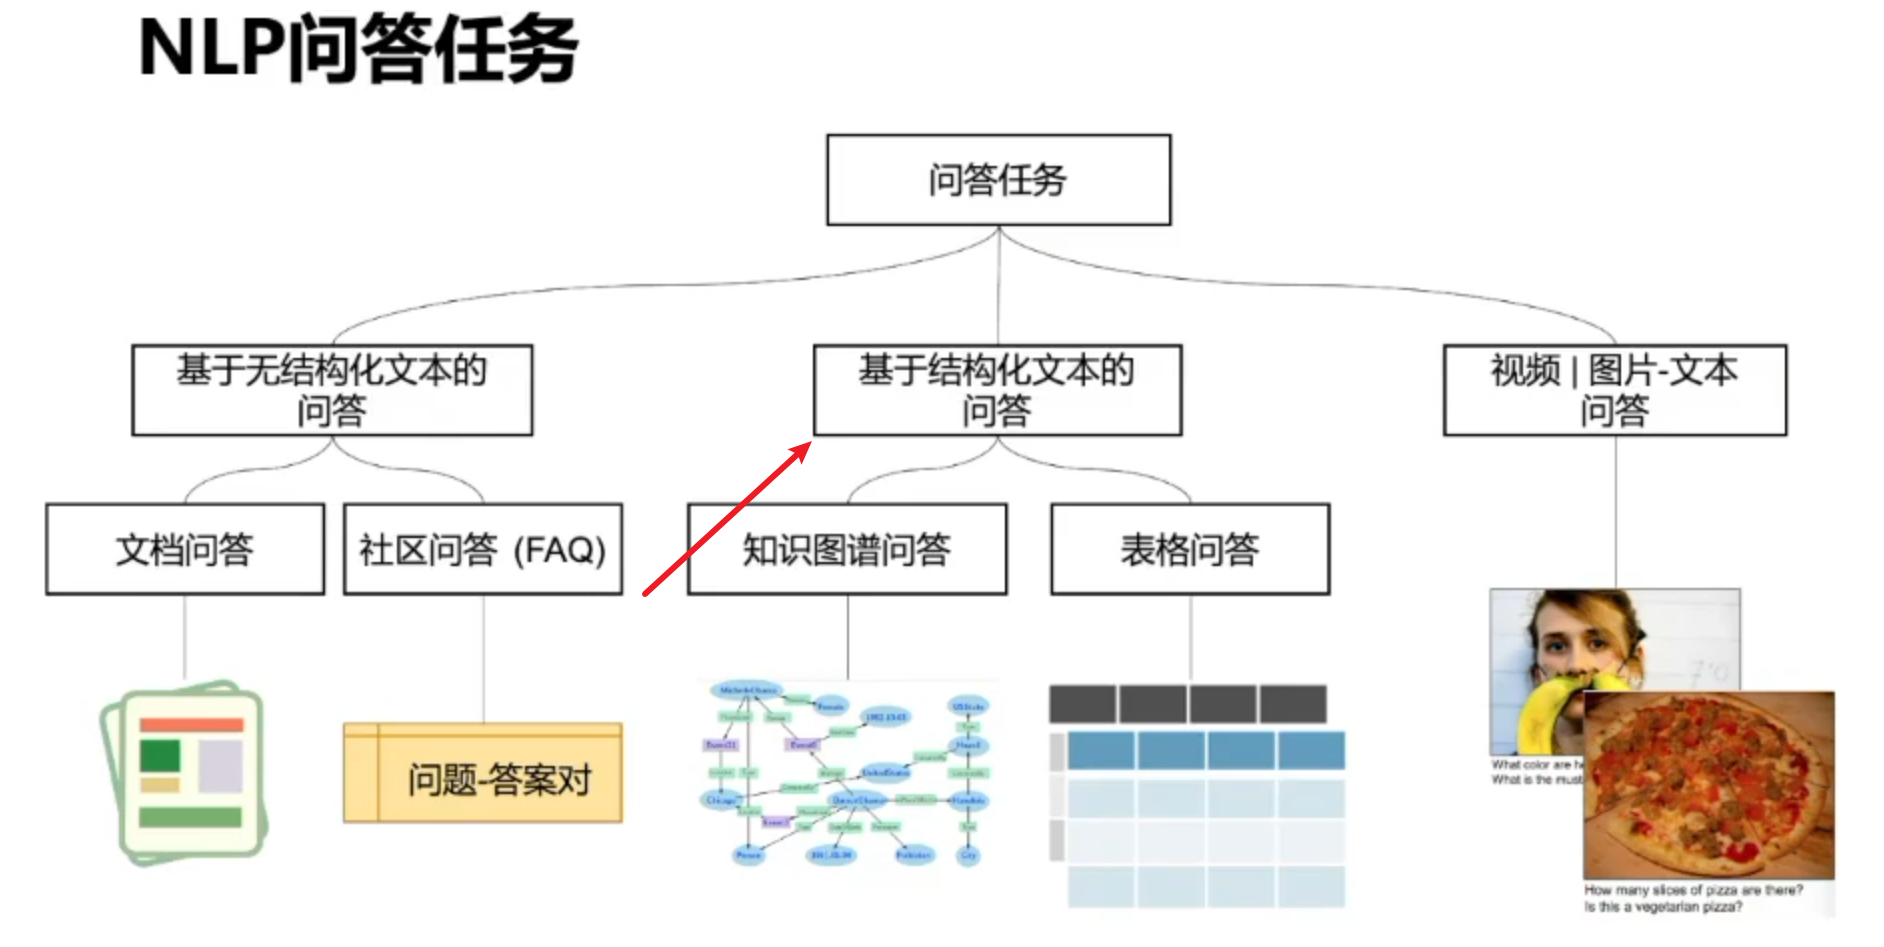 NLP问答任务
问答任务
基于无结构化文本的
问答
基于结构化文本的
问答
视频 | 图片-文本
问答
文档问答
社区问答 (FAQ)
知识图谱问答
表格问答
问题-答案对
What color are h
What is the must
How many slices of pizza are there?
Is this a vegetarian pizza?